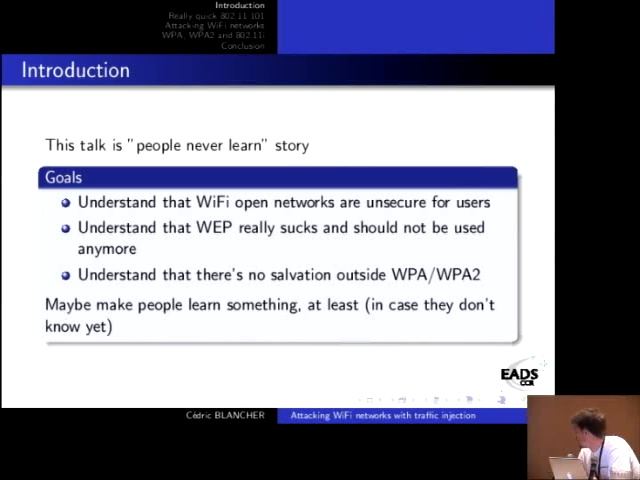 Introduction
Really quick 802.11 101
Attacking WiFi networks
WPA, WPA2 and 802.11i
Conclusion
Introduction
This talk is "people never learn" story
Goals
Understand that WiFi open networks are unsecure for users
Understand that WEP really sucks and should not be used
anymore
Understand that there's no salvation outside WPA/WPA2
Maybe make people learn something, at least (in case they don't
know yet)
EADS
CCR
Cédric BLANCHER
Attacking WiFi networks with traffic injection